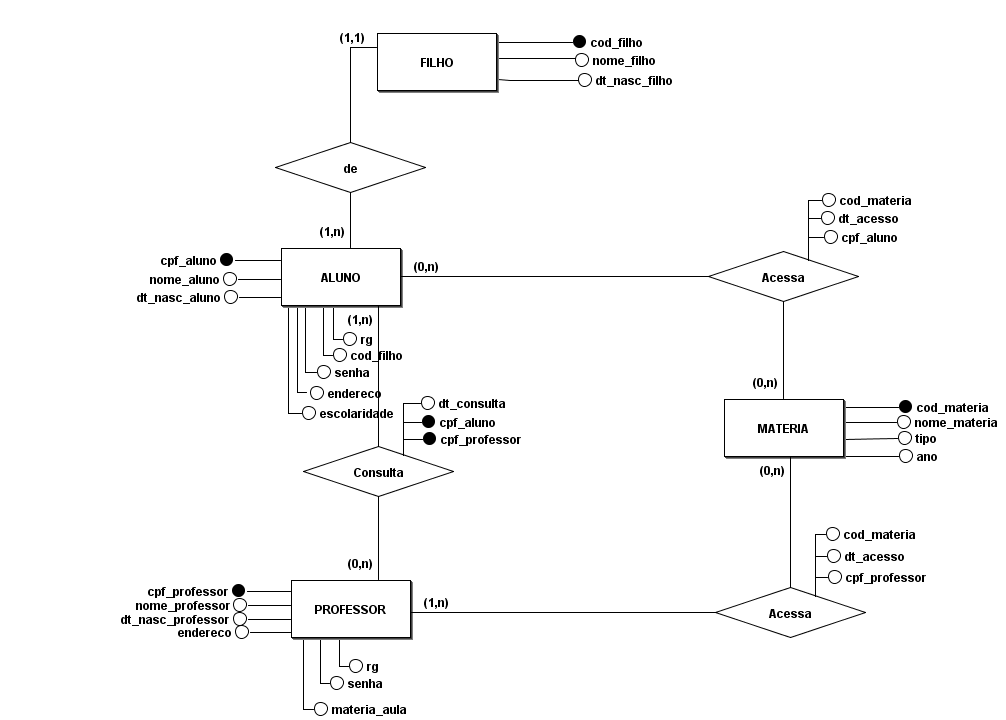 (1,1)
FILHO
cod_filho
nome_filho
dt_nasc_filho
de
(1,n)
cpf_aluno
nome_aluno
dt_nasc_aluno
ALUNO
(0,n)
cod_materia
dt_acesso
cpf_aluno
Acessa
(1,n)
rg
cod_filho
senha
endereco
escolaridade
(0,n)
MATERIA
cod_materia
nome_materia
tipo
ano
(0,n)
dt_consulta
cpf_aluno
cpf_professor
Consulta
(0,n)
cpf_professor
nome_professor
dt_nasc_professor
endereco
PROFESSOR
(1,n)
cod_materia
dt_acesso
cpf_professor
Acessa
rg
senha
materia_aula